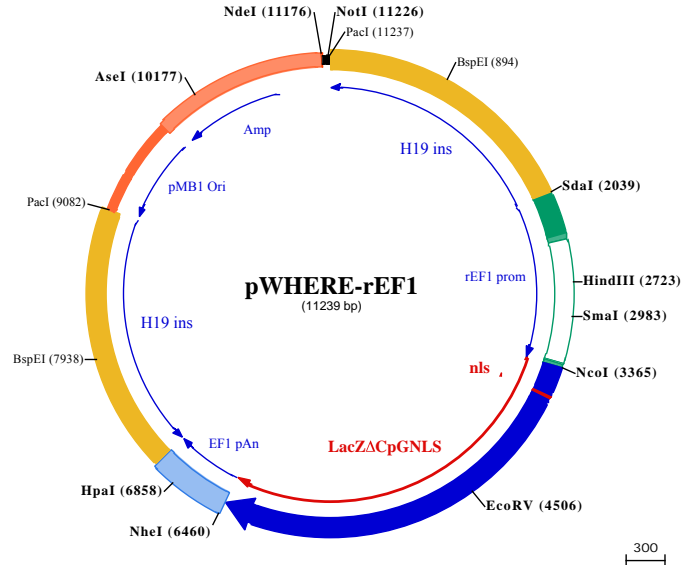 NdeI (11176)
NotI (11226)
PacI (11237)
BspEI (894)
AseI (10177)
Amp
H19 ins
pMB1 Ori
SdaI (2039)
PacI (9082)
rEF1 prom
HindIII (2723)
pWHERE-rEF1
(11239 bp)
SmaI (2983)
H19 ins
BspEI (7938)
nls
NcoI (3365)
EF1 pAn
LacZΔCpGNLS
HpaI (6858)
EcoRV (4506)
NheI (6460)
300